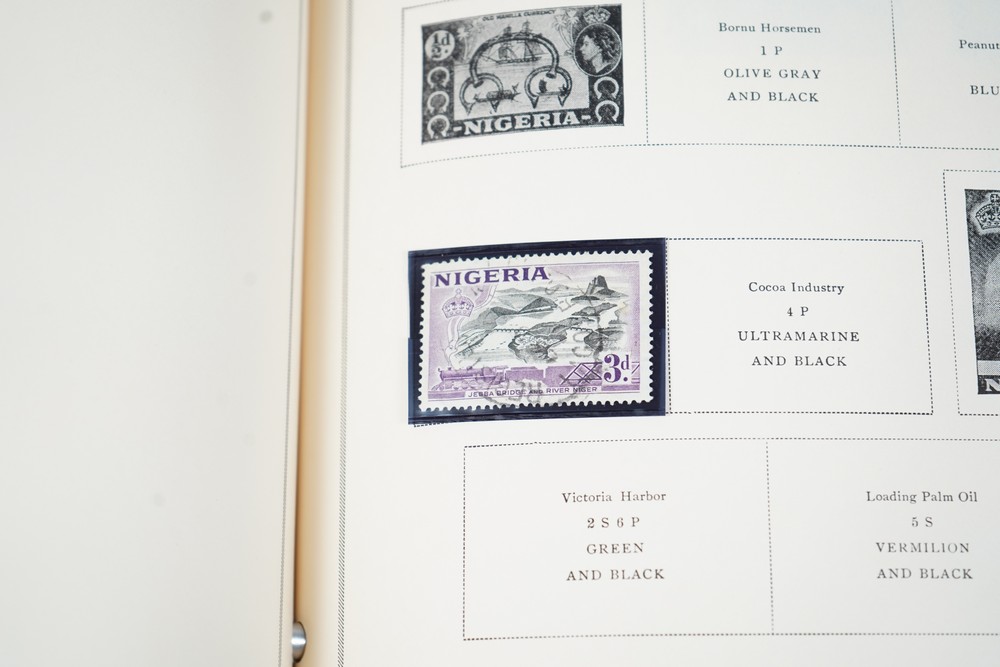 OLD MANILLA CURRENCY
½d
-NIGERIA-
Bornu Horsemen
1 P
OLIVE GRAY
AND BLACK
Peanut
BLU
NIGERIA
3d.
JEBBA BRIDGE AND RIVER NIGER
Cocoa Industry
4 P
ULTRAMARINE
AND BLACK
N
Victoria Harbor
2 S 6 P
GREEN
AND BLACK
Loading Palm Oil
5 S
VERMILION
AND BLACK